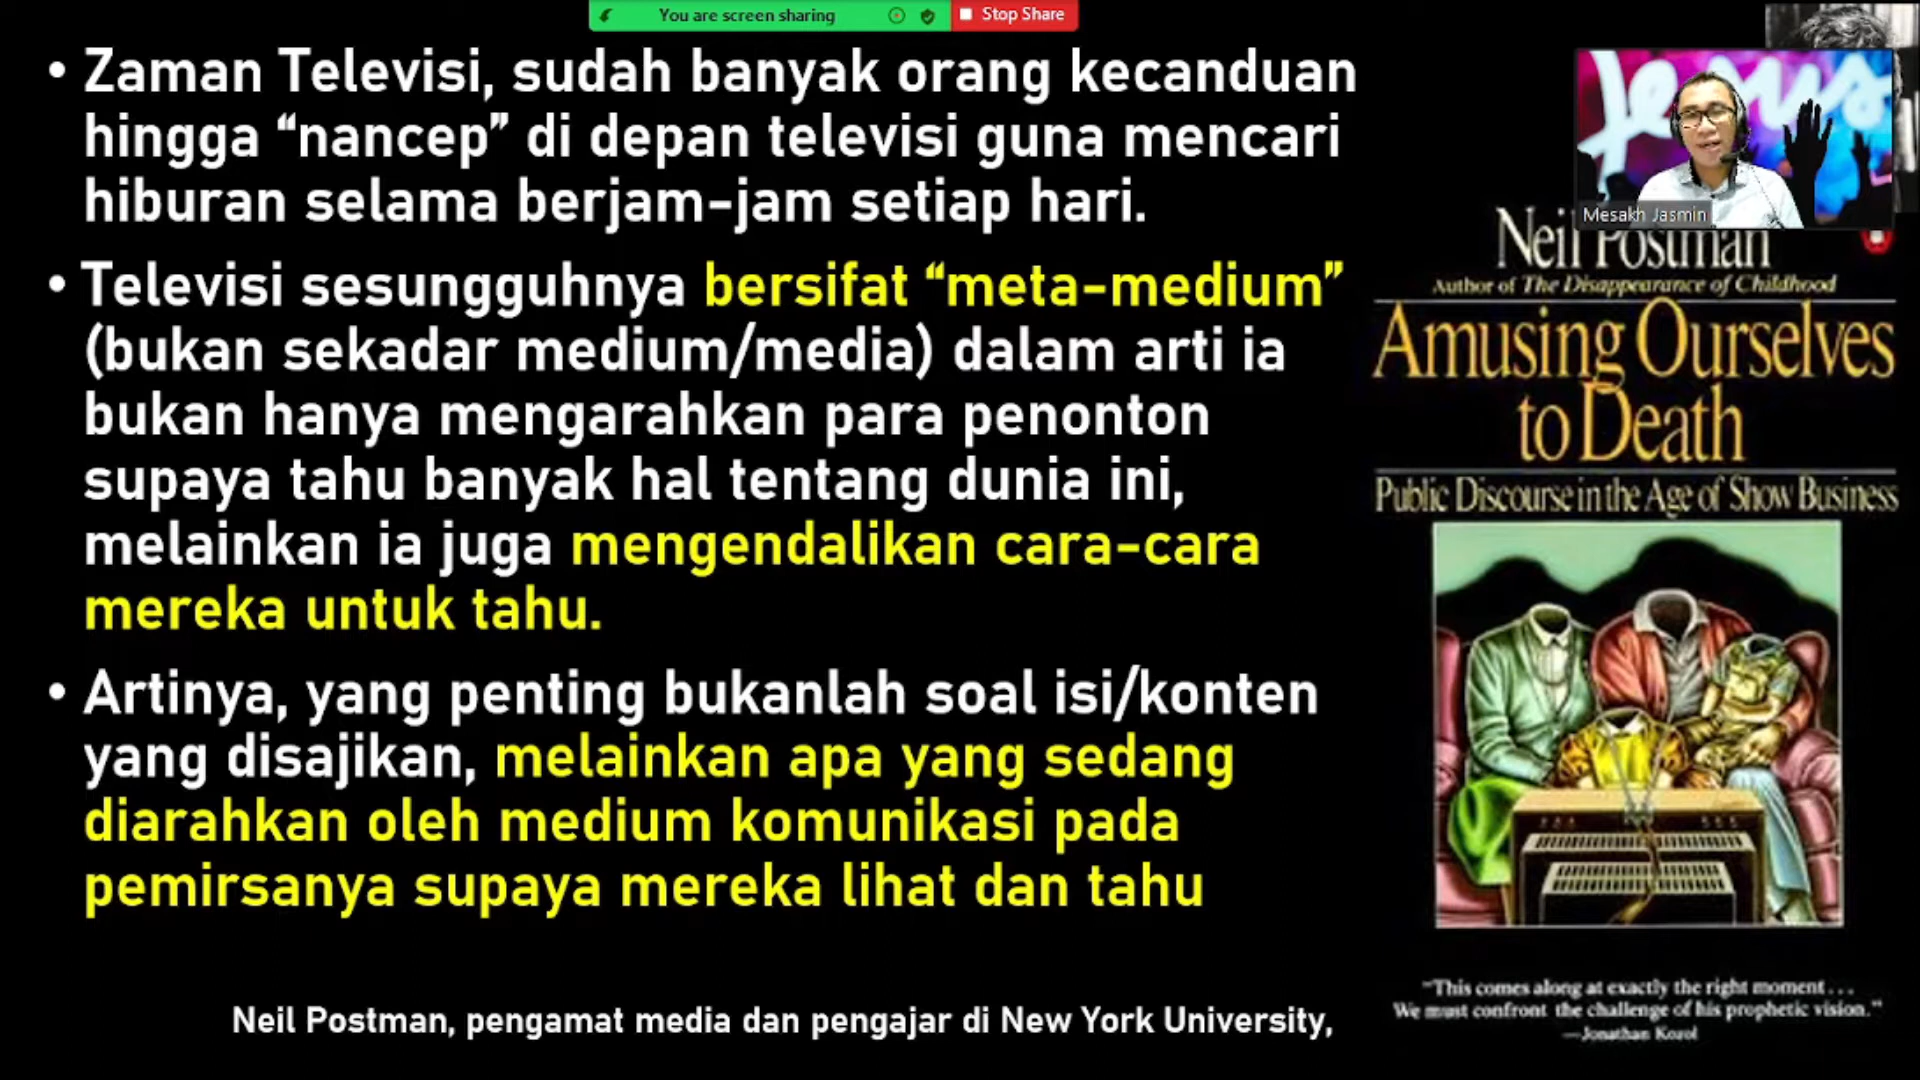 You are screen sharing
Stop Share
• Zaman Televisi, sudah banyak orang kecanduan
hingga “nancep” di depan televisi guna mencari
hiburan selama berjam-jam setiap hari.
• Televisi sesungguhnya bersifat “meta-medium”
(bukan sekadar medium/media) dalam arti ia
bukan hanya mengarahkan para penonton
supaya tahu banyak hal tentang dunia ini,
melainkan ia juga mengendalikan cara-cara
mereka untuk tahu.
• Artinya, yang penting bukanlah soal isi/konten
yang disajikan, melainkan apa yang sedang
diarahkan oleh medium komunikasi pada
pemirsanya supaya mereka lihat dan tahu
Neil Postman, pengamat media dan pengajar di New York University,
Jesus
Mesakh Jasmin
Neil Postman
Author of The Disappearance of Childhood
Amusing Ourselves
to Death
Public Discourse in the Age of Show Business
"This comes along at exactly the right moment . . .
We must confront the challenge of his prophetic vision."
—Jonathan Kozol